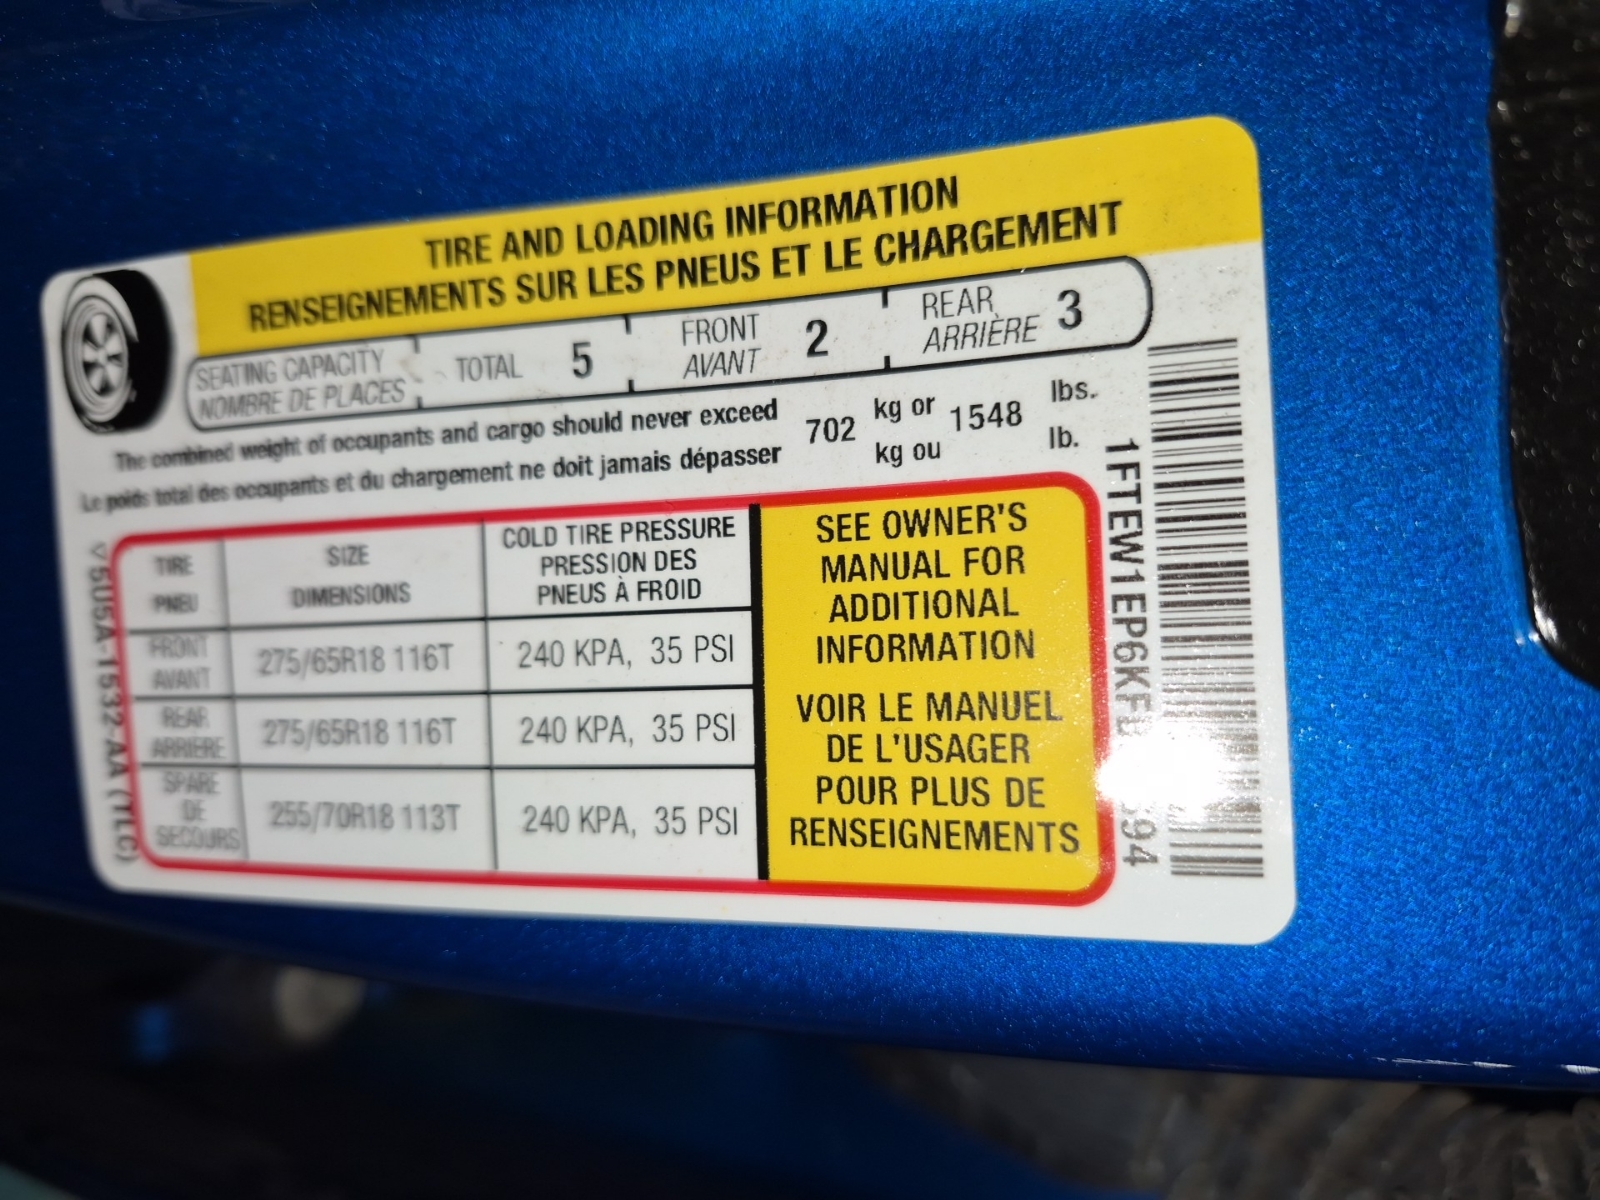 TIRE AND LOADING INFORMATION
RENSEIGNEMENTS SUR LES PNEUS ET LE CHARGEMENT
SEATING CAPACITY TOTAL 5 FRONT 2 REAR 3
NOMBRE DE PLACES AVANT ARRIÈRE
The combined weight of occupants and cargo should never exceed 702 kg or 1548 lbs.
Le poids total des occupants et du chargement ne doit jamais dépasser kg ou lb.
TIRE SIZE COLD TIRE PRESSURE
PNEU DIMENSIONS PRESSION DES
PNEUS À FROID
FRONT
AVANT
275/65R18 116T 240 KPA, 35 PSI
REAR
ARRIÈRE
275/65R18 116T 240 KPA, 35 PSI
SPARE
DE
SECOURS
255/70R18 113T 240 KPA, 35 PSI
SEE OWNER'S
MANUAL FOR
ADDITIONAL
INFORMATION
VOIR LE MANUEL
DE L'USAGER
POUR PLUS DE
RENSEIGNEMENTS